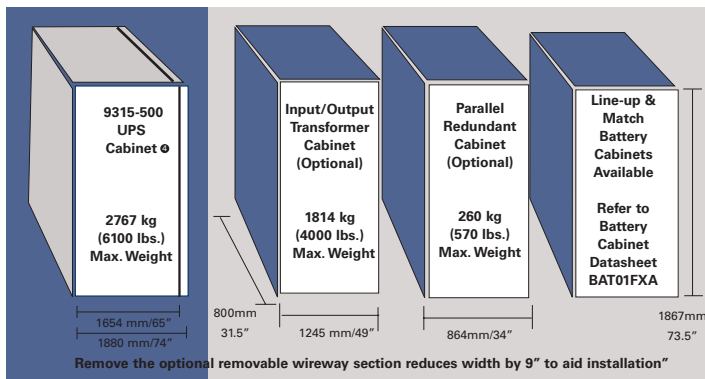 9315-500
UPS
Cabinet ❹
2767 kg
(6100 lbs.)
Max. Weight
1654 mm/65"
1880 mm/74"
Input/Output
Transformer
Cabinet
(Optional)
1814 kg
(4000 lbs.)
Max. Weight
800mm
31.5"
1245 mm/49"
Parallel
Redundant
Cabinet
(Optional)
260 kg
(570 lbs.)
Max. Weight
864mm/34"
Line-up &
Match
Battery
Cabinets
Available
Refer to
Battery
Cabinet
Datasheet
BAT01FXA
1867mm
73.5"
Remove the optional removable wireway section reduces width by 9" to aid installation"